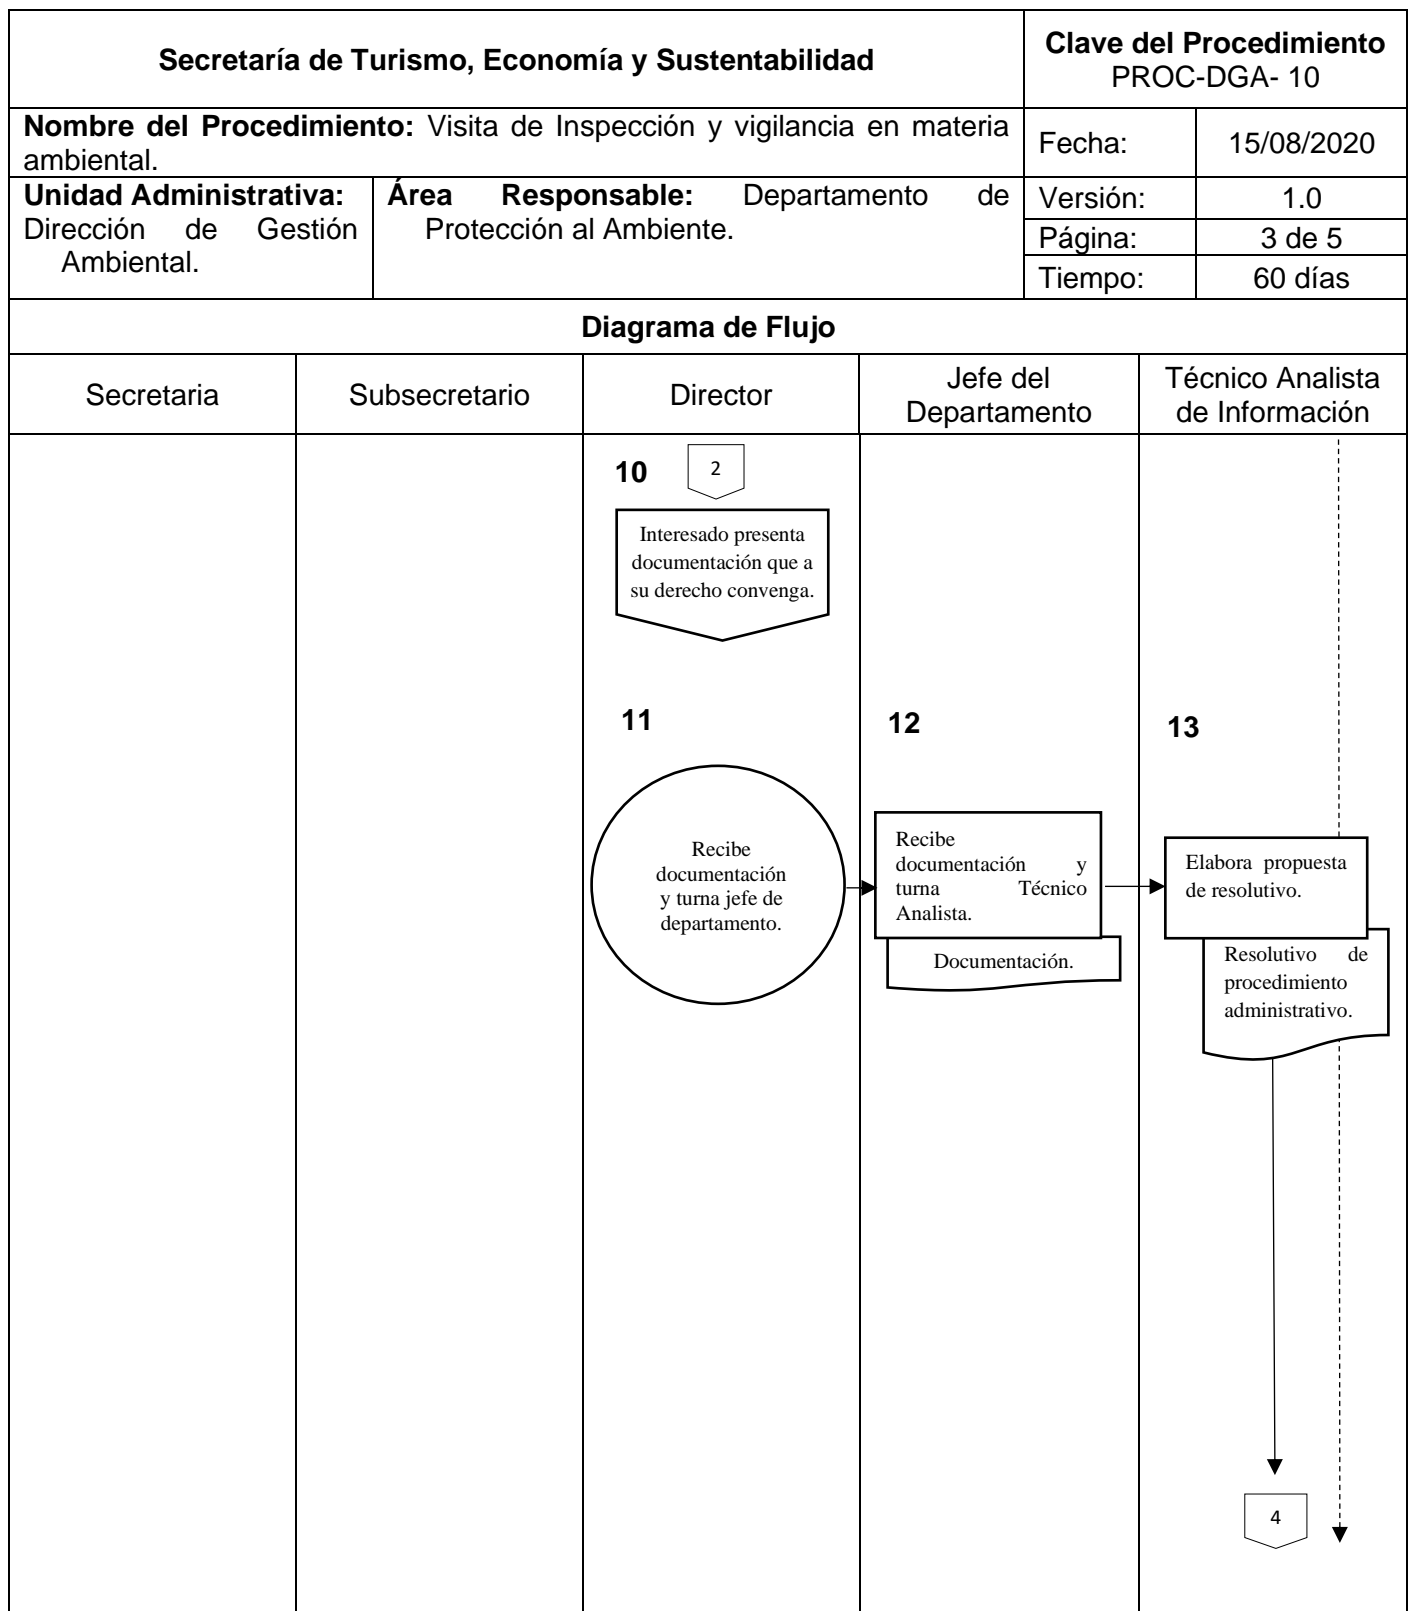 Secretaría de Turismo, Economía y Sustentabilidad
Clave del Procedimiento
PROC-DGA- 10
Nombre del Procedimiento: Visita de Inspección y vigilancia en materia
ambiental.
Fecha:
15/08/2020
Unidad Administrativa:
Dirección de Gestión
Ambiental.
Área Responsable: Departamento de
Protección al Ambiente.
Versión:
1.0
Página:
3 de 5
Tiempo:
60 días
Diagrama de Flujo
Secretaria
Subsecretario
Director
Jefe del
Departamento
Técnico Analista
de Información
10
2
Interesado presenta
documentación que a
su derecho convenga.
11
12
13
Recibe
documentación
y turna jefe de
departamento.
Recibe
documentación y
turna Técnico
Analista.
Documentación.
Elabora propuesta
de resolutivo.
Resolutivo de
procedimiento
administrativo.
4